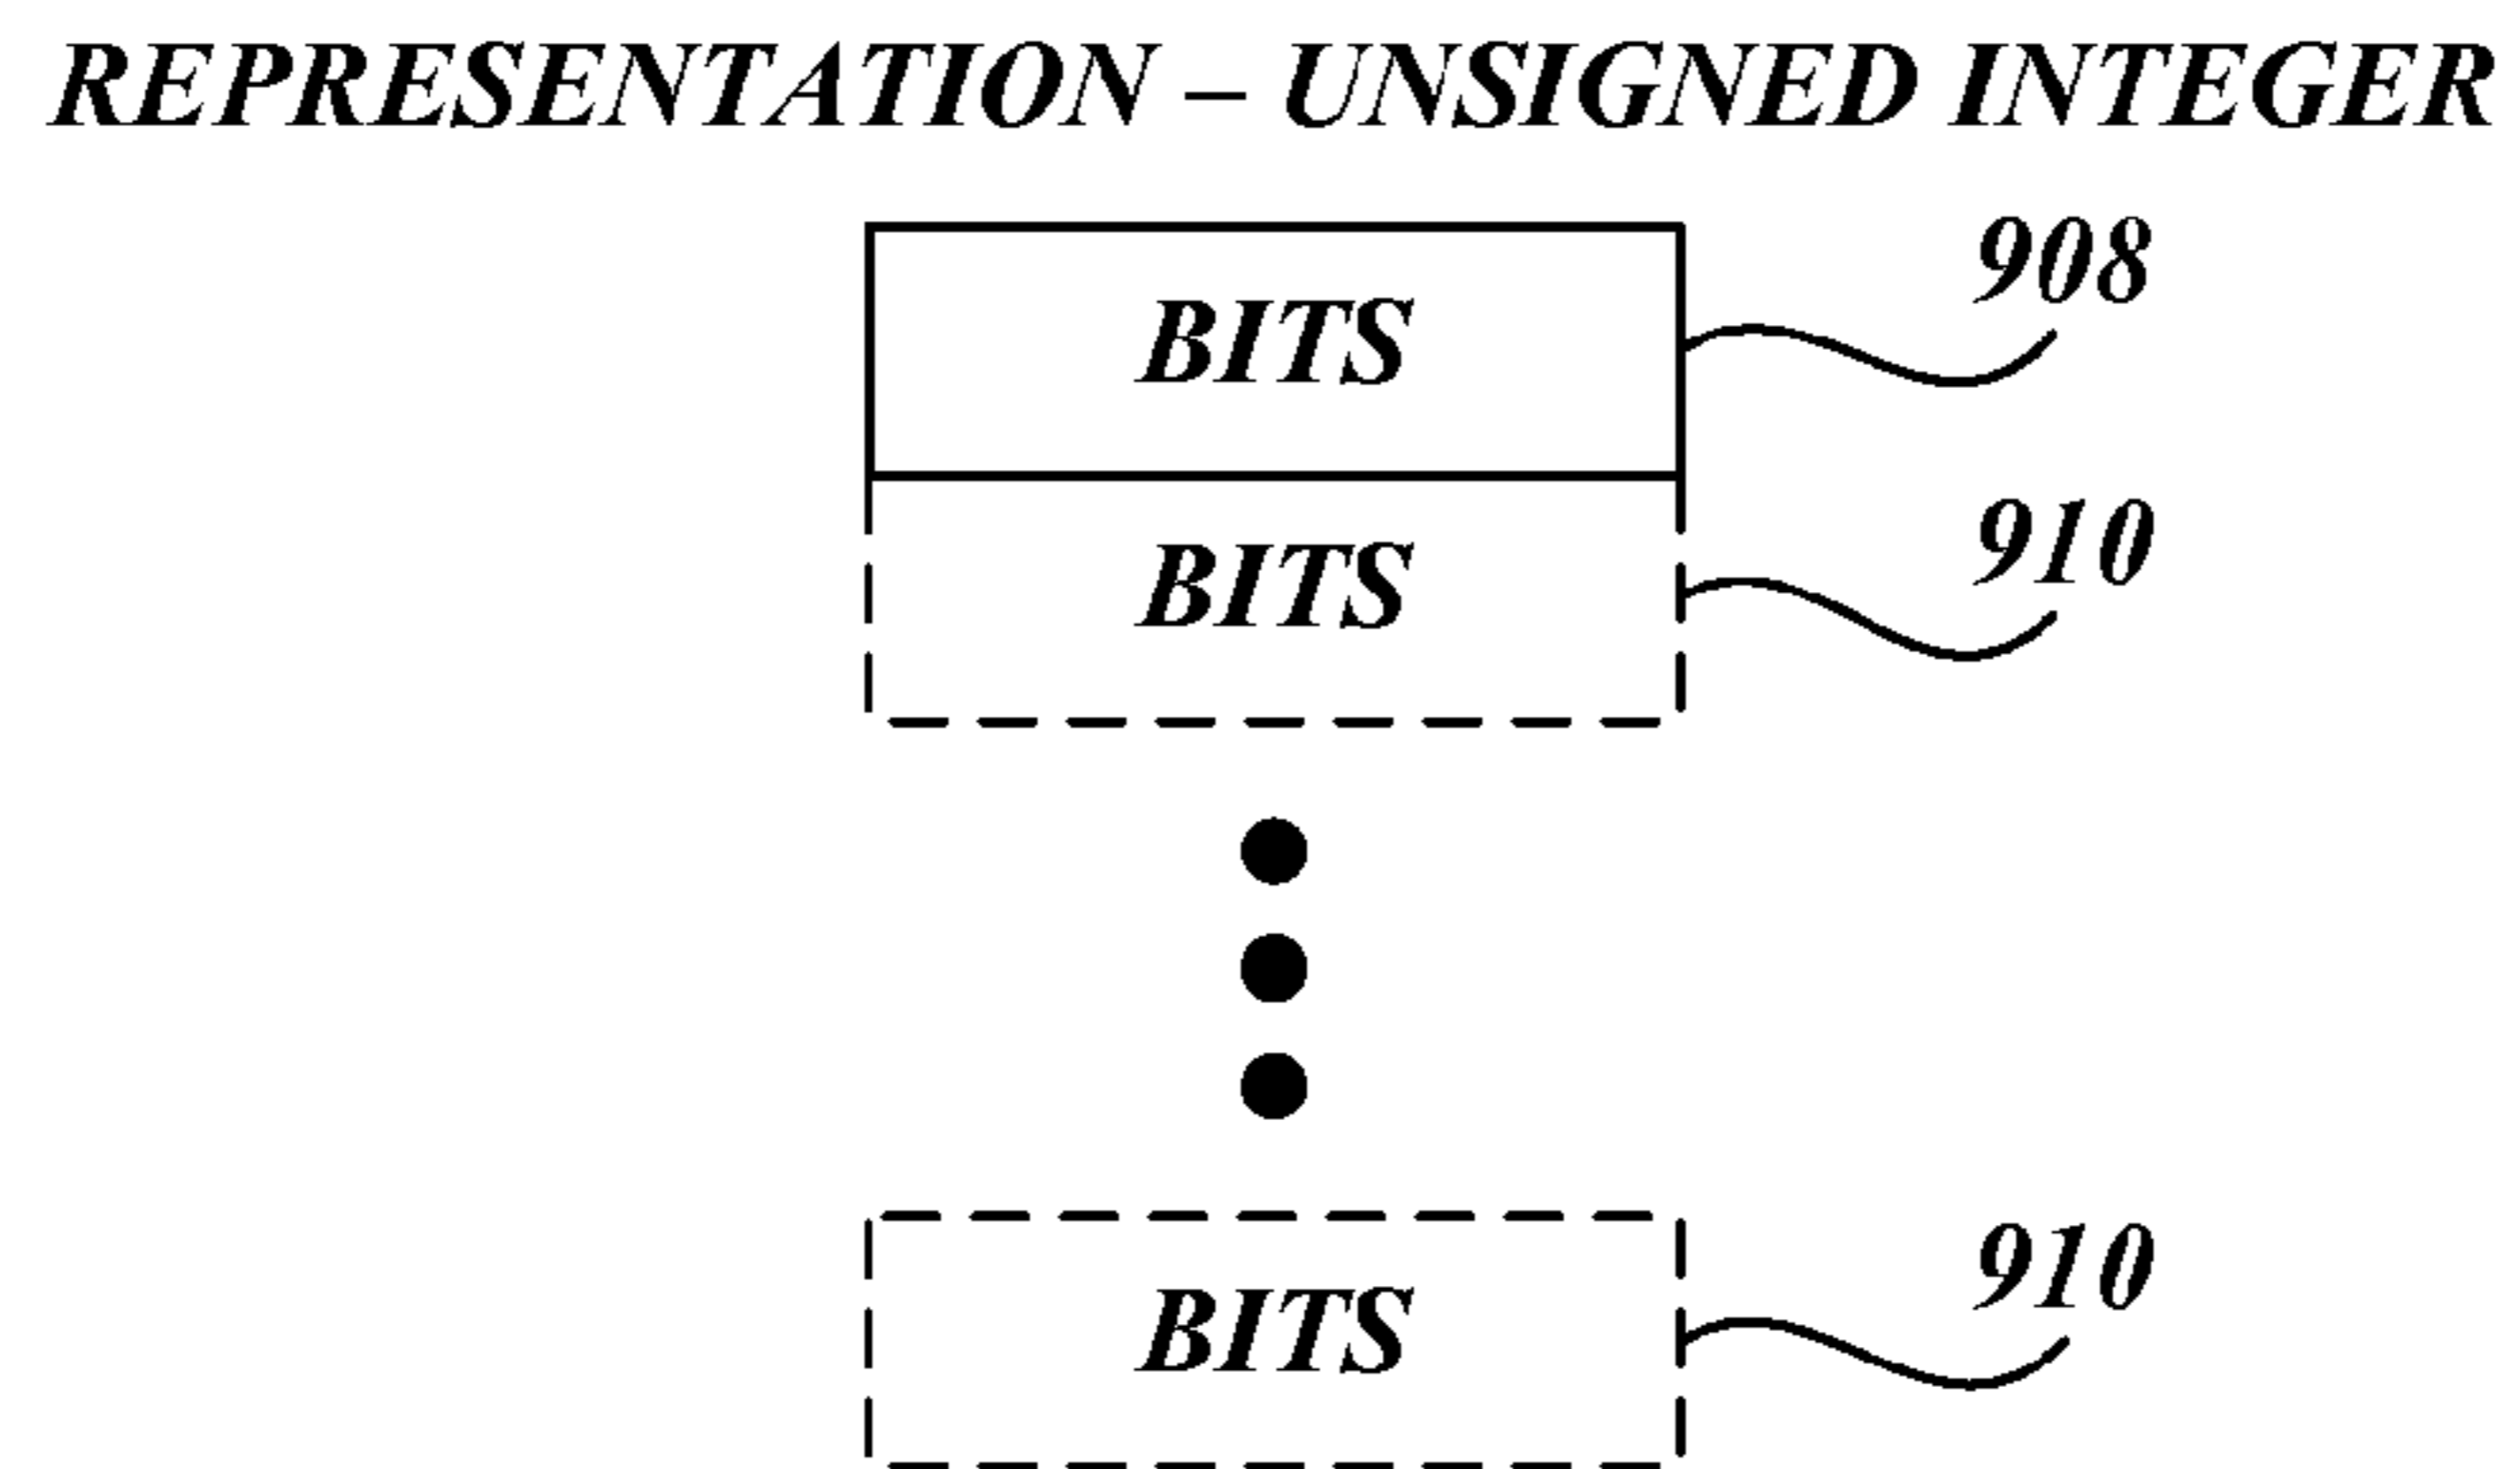 REPRESENTATION – UNSIGNED INTEGER
908
BITS
910
BITS
910
BITS